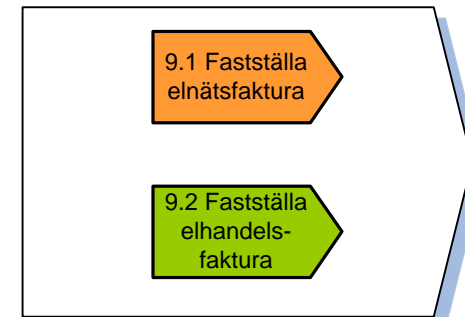 9.1 Fastställa
elnätsfaktura
9.2 Fastställa
elhandels-
faktura